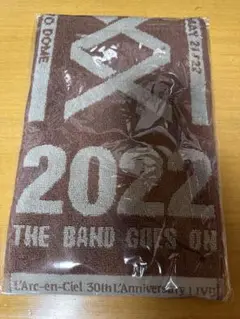 O. DOME
AY 21/22
2022
THE BAND GOES ON
L'Arc~en~Ciel 30th L'Anniversary LIVE